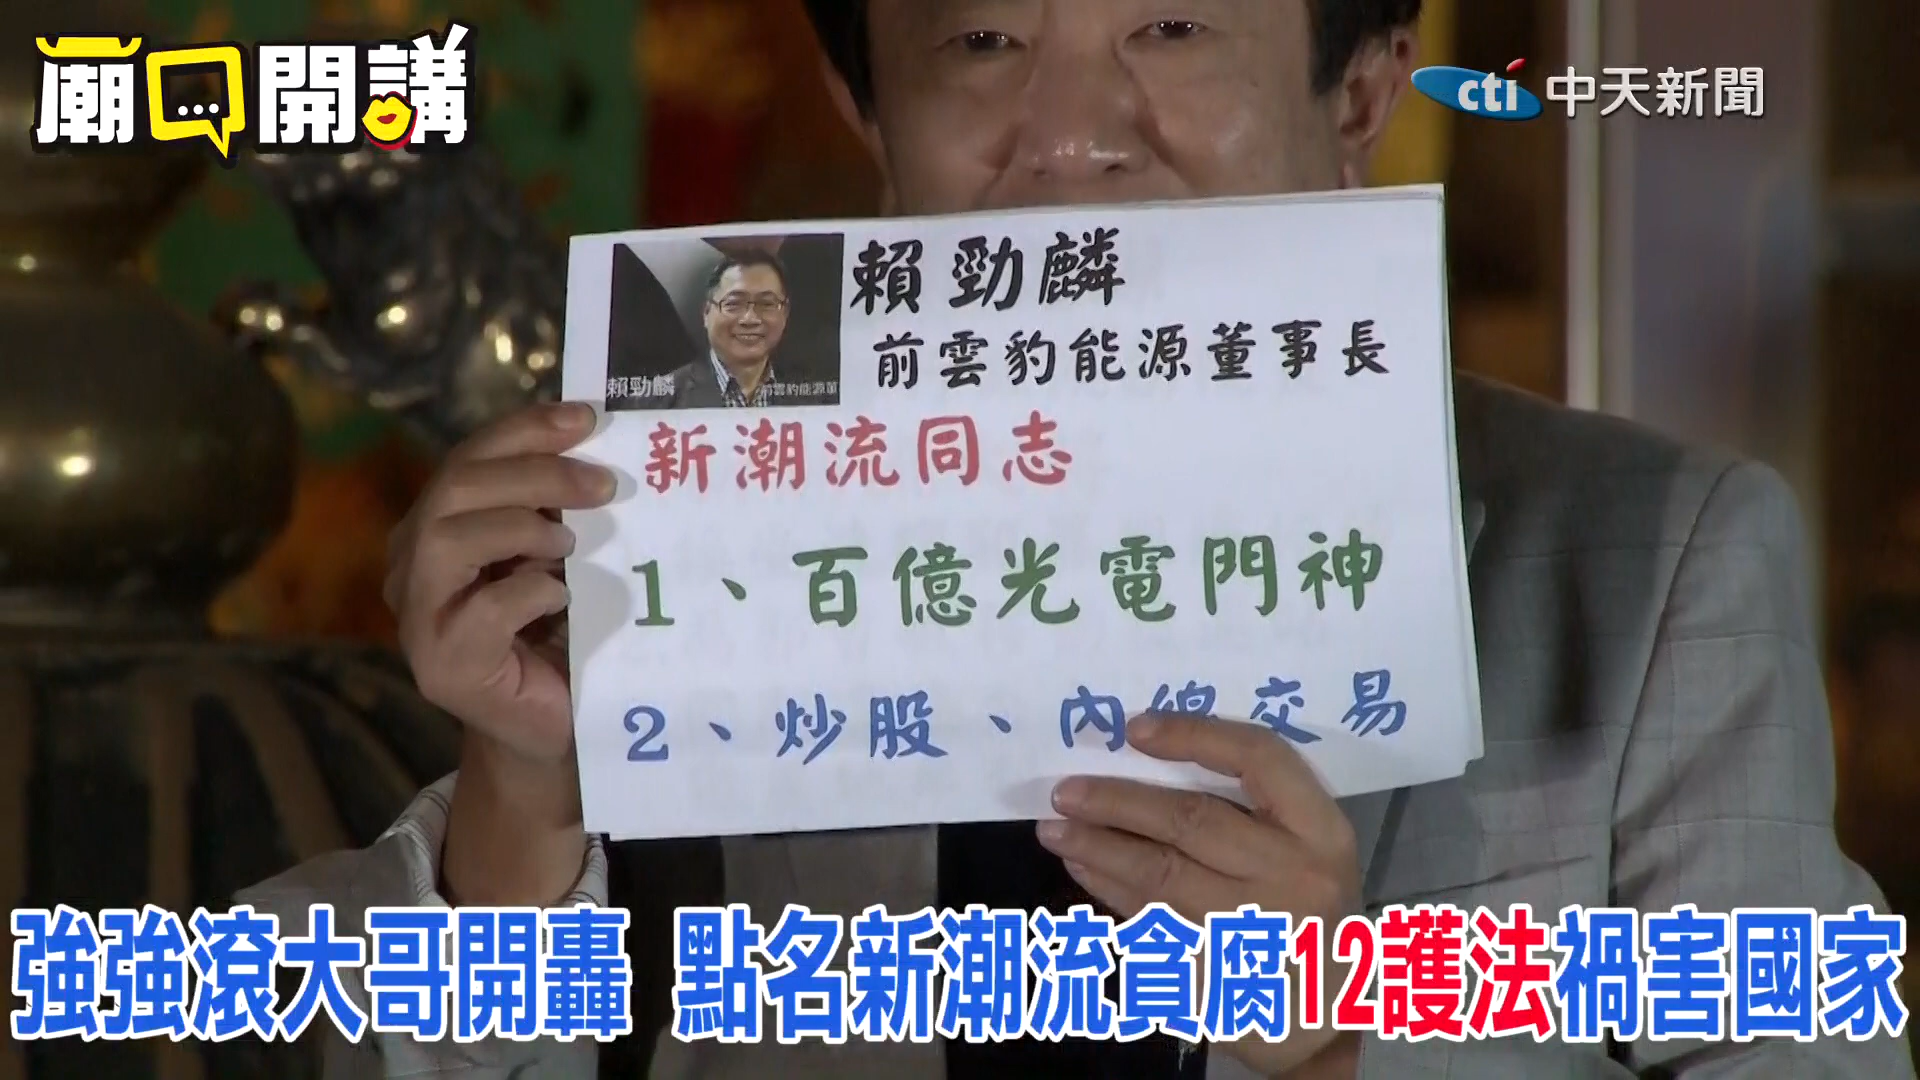 廟口開講
cti 中天新聞
賴勁麟
前雲豹能源董事長
賴勁麟
前雲豹能源董
新潮流同志
1、百億光電門神
2、炒股、內線交易
強強滾大哥開轟 點名新潮流貪腐12護法禍害國家